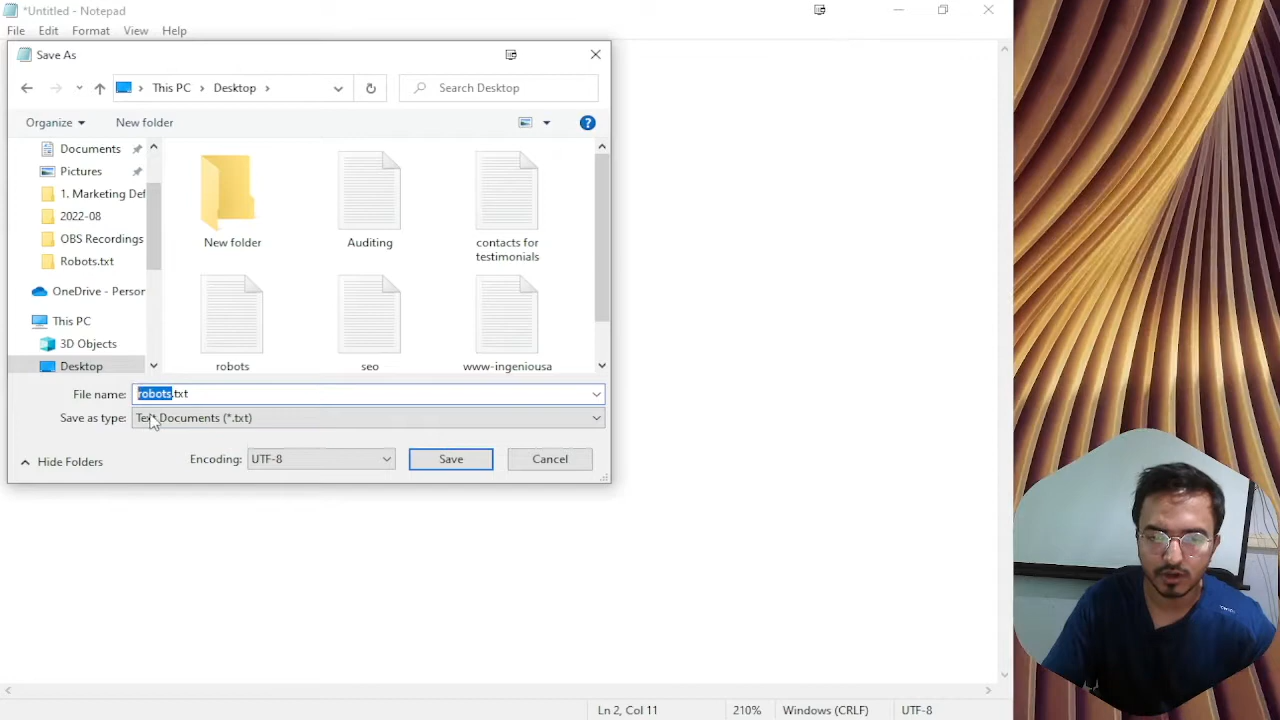 *Untitled - Notepad
File Edit Format View Help
Save As
This PC Desktop
Search Desktop
Organize New folder
Documents
Pictures
1. Marketing Def
2022-08
OBS Recordings
Robots.txt
OneDrive - Person
This PC
3D Objects
Desktop
New folder
Auditing
contacts for
testimonials
robots
seo
www-ingeniousa
File name: robots.txt
Save as type: Text Documents (*.txt)
Hide Folders
Encoding: UTF-8
Save
Cancel
Ln 2, Col 11
210%
Windows (CRLF)
UTF-8